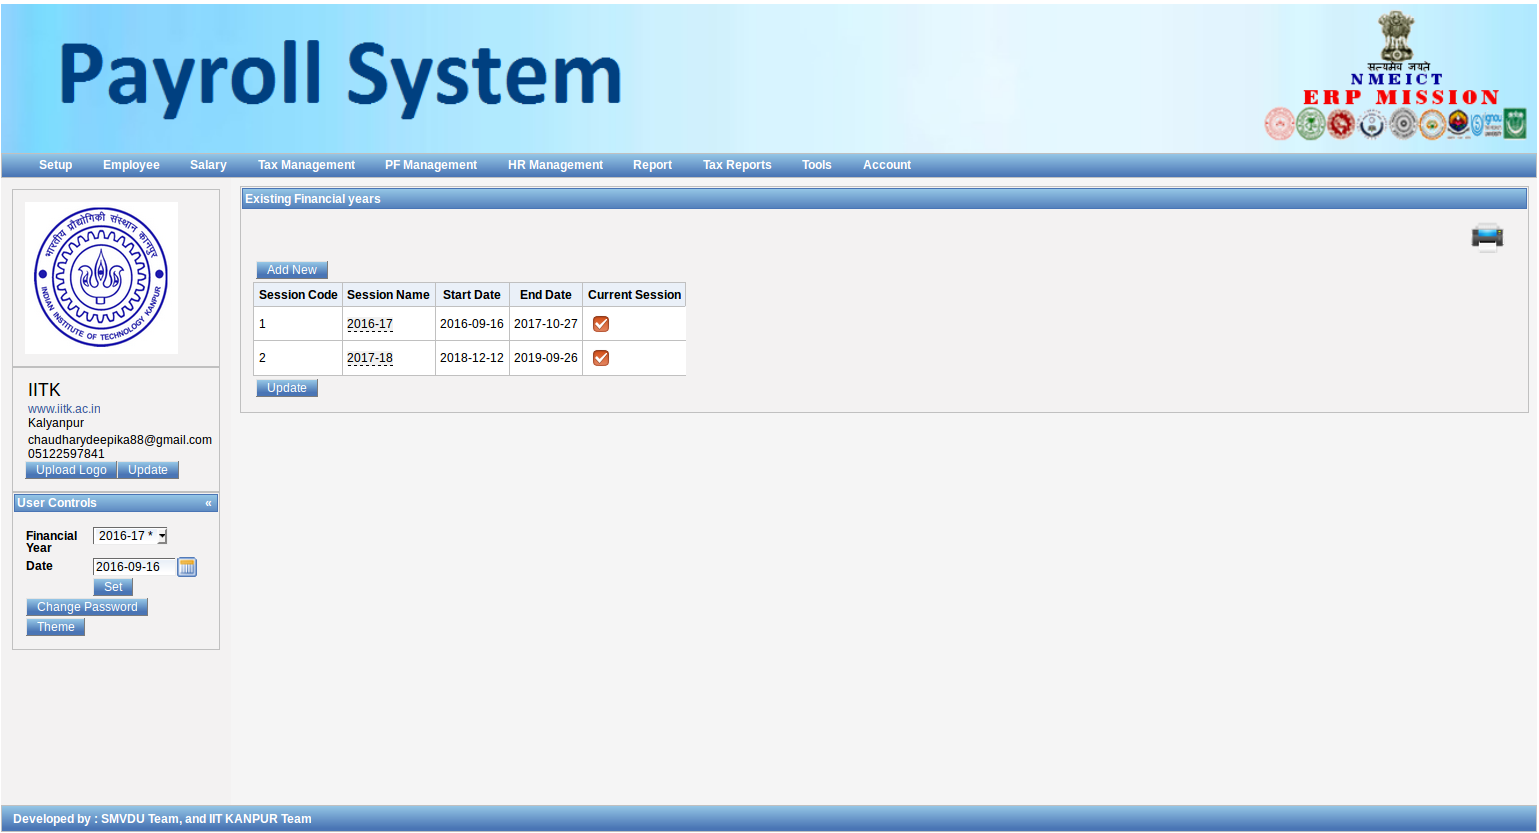 Payroll System
सत्यमेव जयते
NMEICT
ERP MISSION
Setup Employee Salary Tax Management PF Management HR Management Report Tax Reports Tools Account
भारतीय प्रौद्योगिकी संस्थान कानपुर
INDIAN INSTITUTE OF TECHNOLOGY KANPUR
IITK
www.iitk.ac.in
Kalyanpur
chaudharydeepika88@gmail.com
05122597841
Upload Logo Update
User Controls «
Financial Year 2016-17 *
Date 2016-09-16
Set
Change Password
Theme
Existing Financial years
Add New
Session Code Session Name Start Date End Date Current Session
1 2016-17 2016-09-16 2017-10-27
2 2017-18 2018-12-12 2019-09-26
Update
Developed by : SMVDU Team, and IIT KANPUR Team